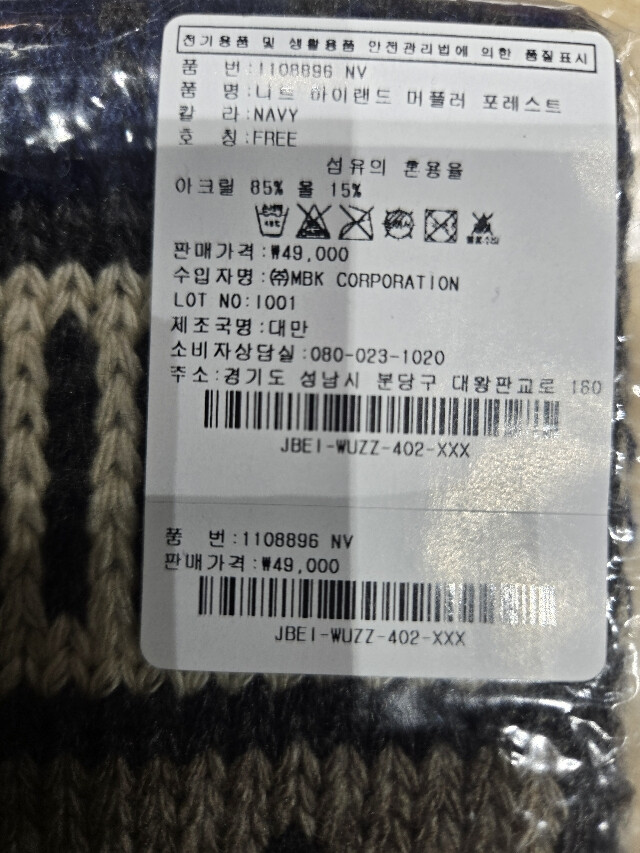 전기용품 및 생활용품 안전관리법에 의한 품질표시
품 번:1108896 NV
품 명:니트 하이랜드 머플러 포레스트
칼 라:NAVY
호 칭:FREE
섬유의 혼용율
아크릴 85% 울 15%
판매가격:₩49,000
수입자명:㈜MBK CORPORATION
LOT NO:I001
제조국명:대만
소비자상담실:080-023-1020
주소:경기도 성남시 분당구 대왕판교로 160
JBEI-WUZZ-402-XXX
품 번:1108896 NV
판매가격:₩49,000
JBEI-WUZZ-402-XXX